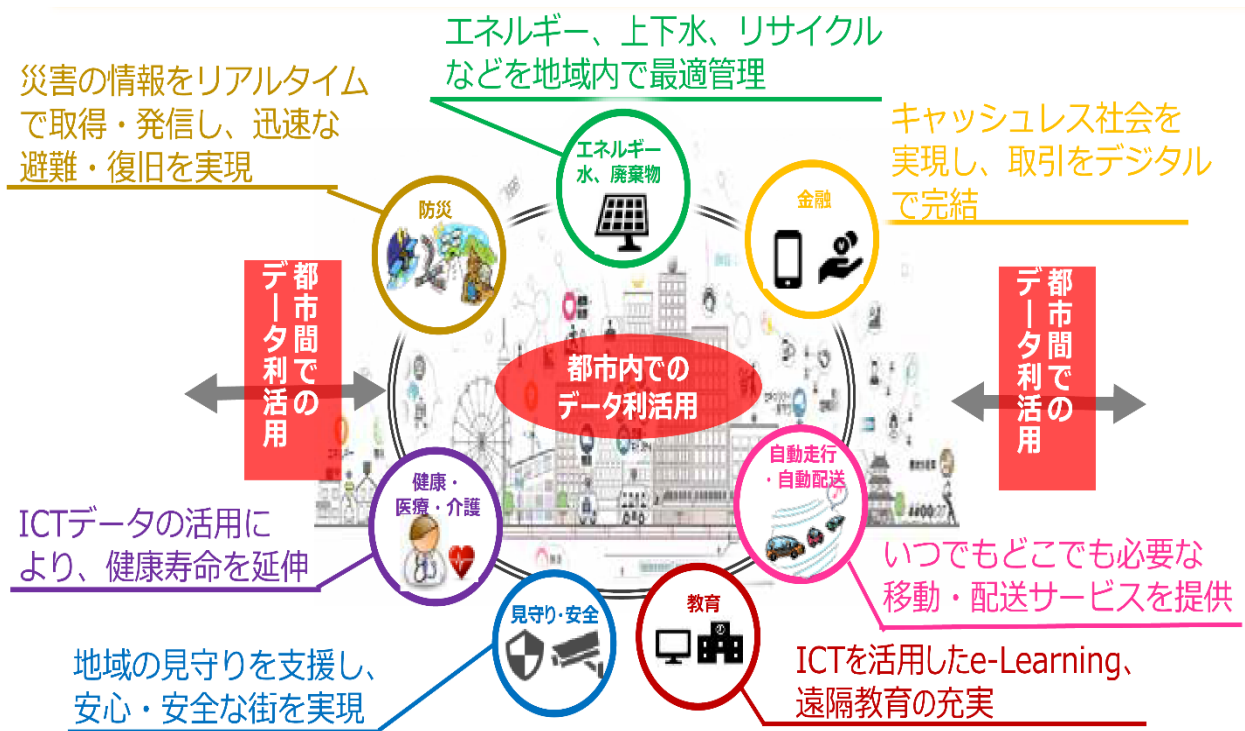 エネルギー、上下水、リサイクル
などを地域内で最適管理
災害の情報をリアルタイム
で取得・発信し、迅速な
避難・復旧を実現
キャッシュレス社会を
実現し、取引をデジタル
で完結
エネルギー
水、廃棄物
防災
金融
都市間での
データ利活用
都市内での
データ利活用
都市間での
データ利活用
健康・
医療・介護
自動走行
・自動配送
ICTデータの活用に
より、健康寿命を延伸
いつでもどこでも必要な
移動・配送サービスを提供
見守り・安全
教育
地域の見守りを支援し、
安心・安全な街を実現
ICTを活用したe-Learning、
遠隔教育の充実